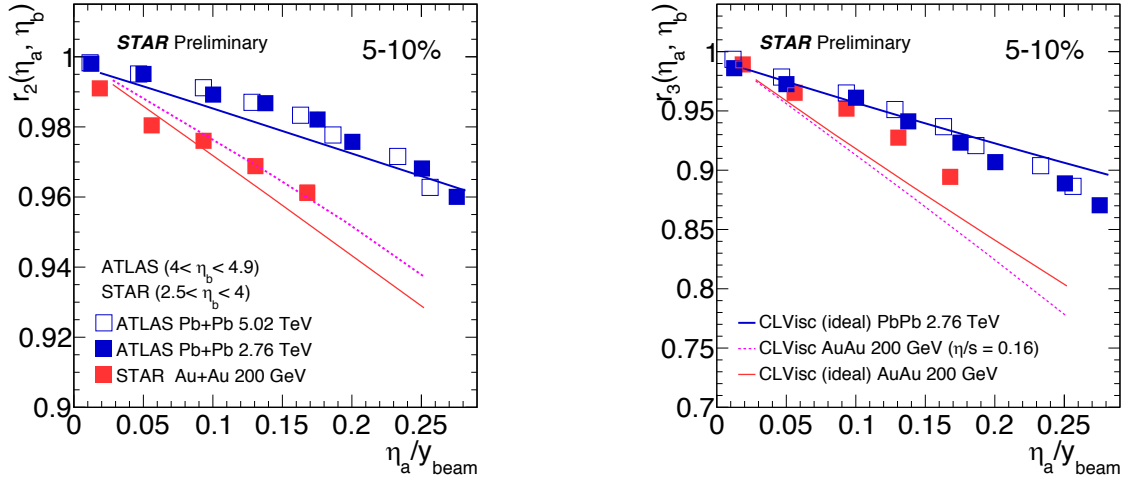 STAR Preliminary
5-10%
r2(ηa, ηb)
1
0.98
0.96
0.94
0.92
0.9
ATLAS (4< ηb< 4.9)
STAR (2.5< ηb< 4)
ATLAS Pb+Pb 5.02 TeV
ATLAS Pb+Pb 2.76 TeV
STAR Au+Au 200 GeV
0 0.05 0.1 0.15 0.2 0.25
ηa/ybeam
STAR Preliminary
5-10%
r3(ηa, ηb)
1
0.95
0.9
0.85
0.8
0.75
0.7
CLVisc (ideal) PbPb 2.76 TeV
CLVisc AuAu 200 GeV (η/s = 0.16)
CLVisc (ideal) AuAu 200 GeV
0 0.05 0.1 0.15 0.2 0.25
ηa/ybeam